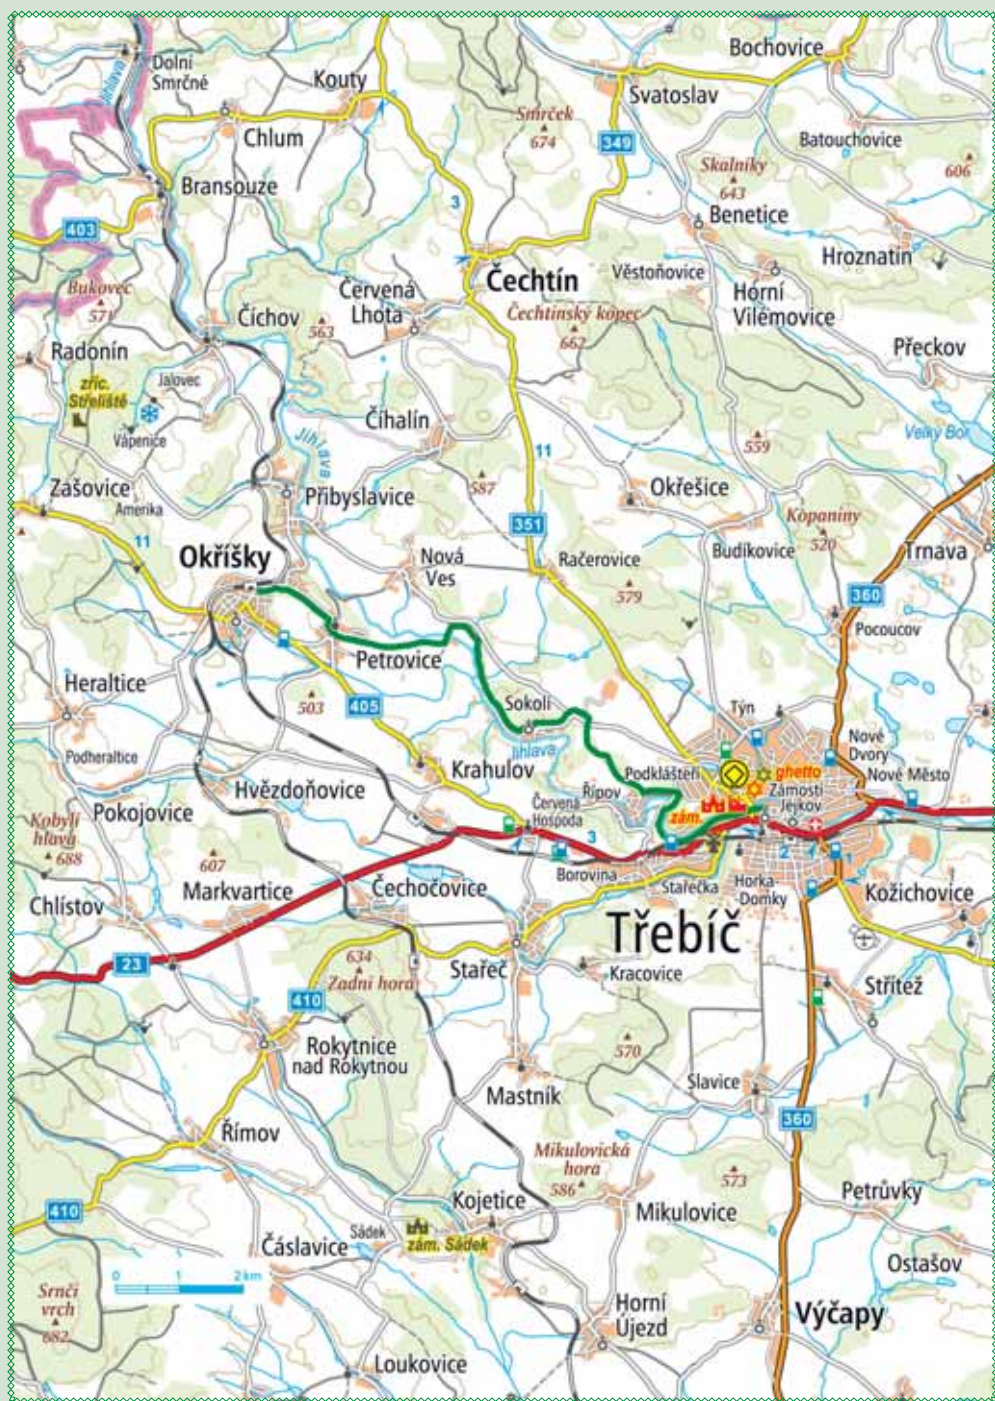 Bochovice
Dolní
Smrčné
Jihlava
Kouty
Svatoslav
Smrček
674
Chlum
349
Batouchovice
Skalníky
643
606
Bransouze
3
Benetice
403
Hroznatín
Čechtín
Věstoňovice
Bukovec
571
Červená
Lhota
Horní
Vilémovice
Čechtínský kopec
662
Číchov
563
Radonín
Přeckov
zříc.
Střeliště
Jalovec
Číhalín
Vápenice
Velký Bor
559
Jihlava
11
Zašovice
587
Okřešice
Přibyslavice
Amerika
Kopaniny
520
351
11
Okříšky
Nová
Ves
Račerovice
Budíkovice
Trnava
579
360
Pocoucov
Petrovice
Heraltice
503
405
Sokolí
Týn
Jihlava
Nové
Dvory
Podheraltice
Krahulov
Podklášteří
ghetto
Nové Město
Hvězdoňovice
Řípov
Zámostí
Pokojovice
Červená
Hospoda
zám.
Jejkov
Kobylí
hlava
688
3
2
1
607
Borovina
Markvartice
Čechočovice
Stařečka
Horka-
Domky
Kožichovice
Chlístov
Třebíč
23
634
Zadní hora
Stařeč
Kracovice
Střítež
410
Rokytnice
nad Rokytnou
570
Mastník
Slavice
360
Římov
Mikulovická
hora
586
573
Kojetice
Petrůvky
410
Mikulovice
Sádek
zám. Sádek
Čáslavice
Ostašov
0 1 2 km
Srnčí
vrch
682
Horní
Újezd
Výčapy
Loukovice